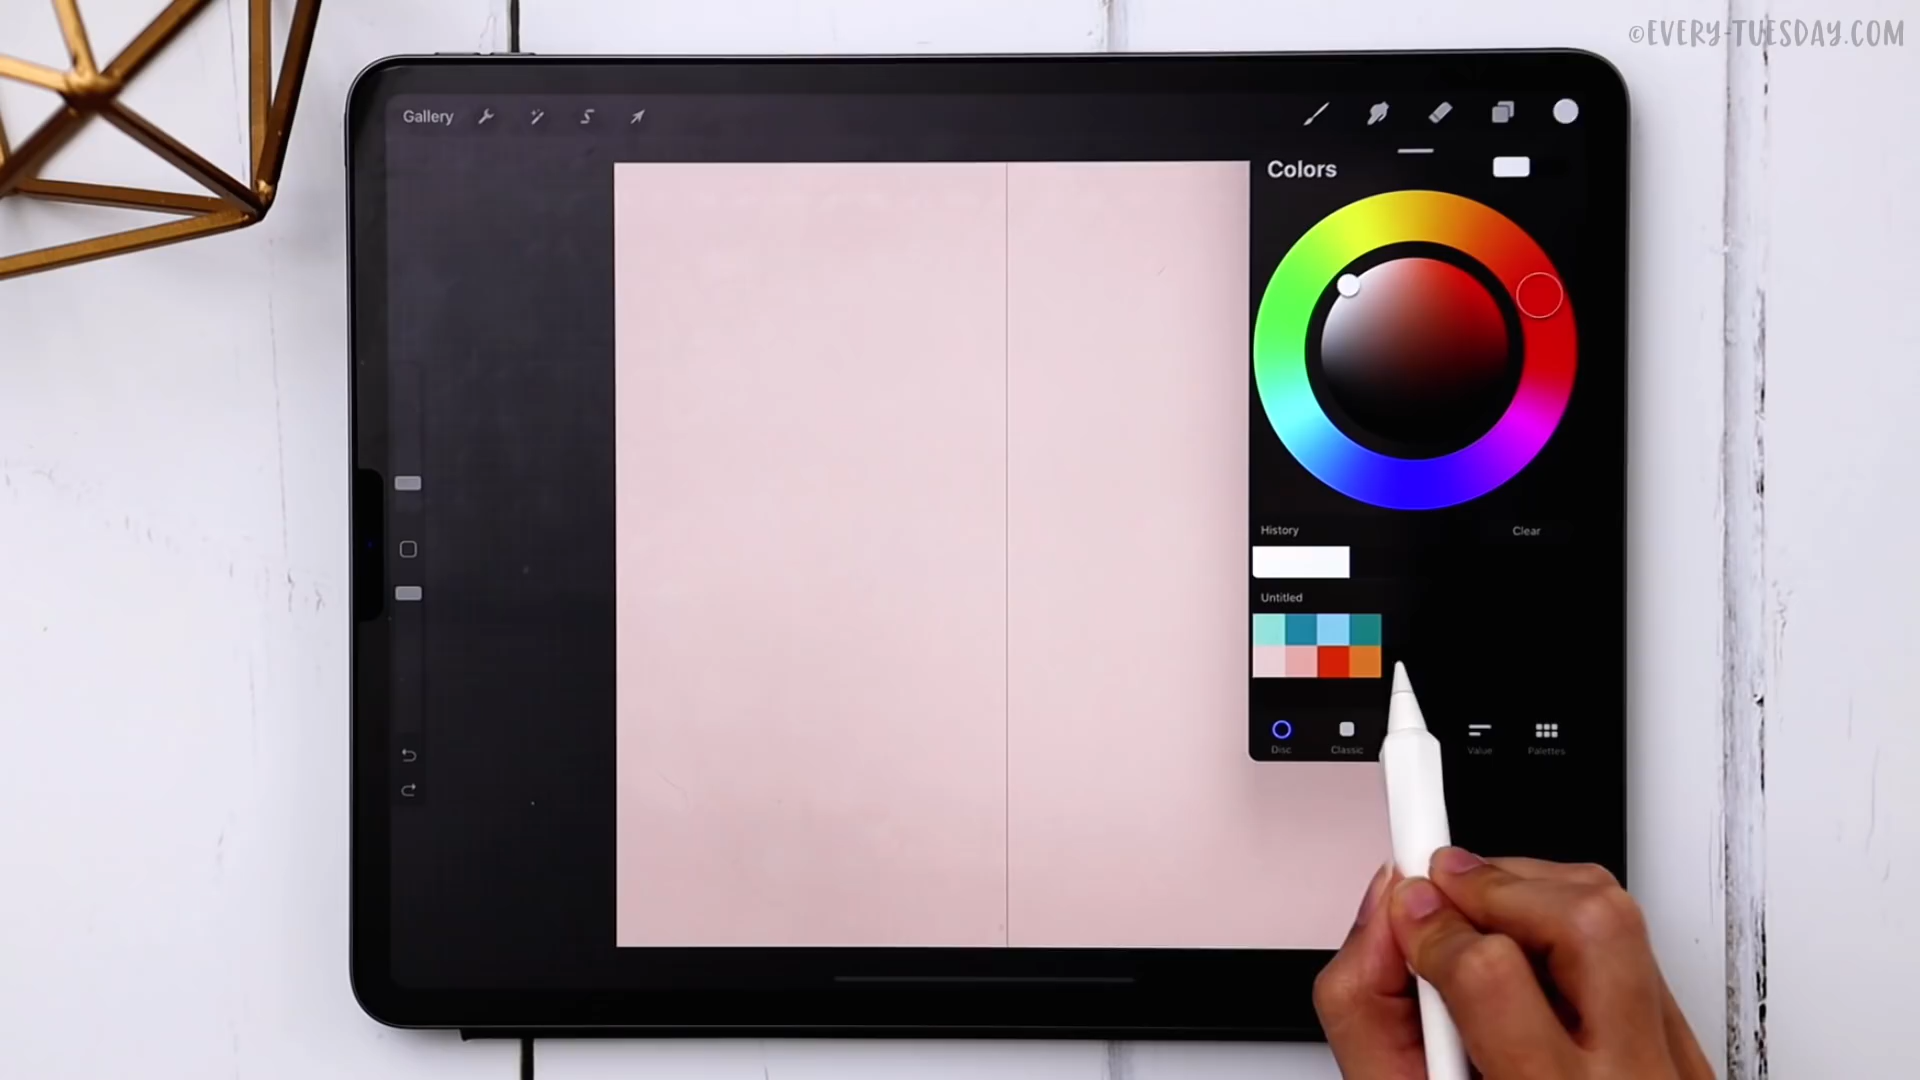 ©EVERY-TUESDAY.COM
Gallery
Colors
History
Clear
Untitled
Disc
Classic
Value
Palettes